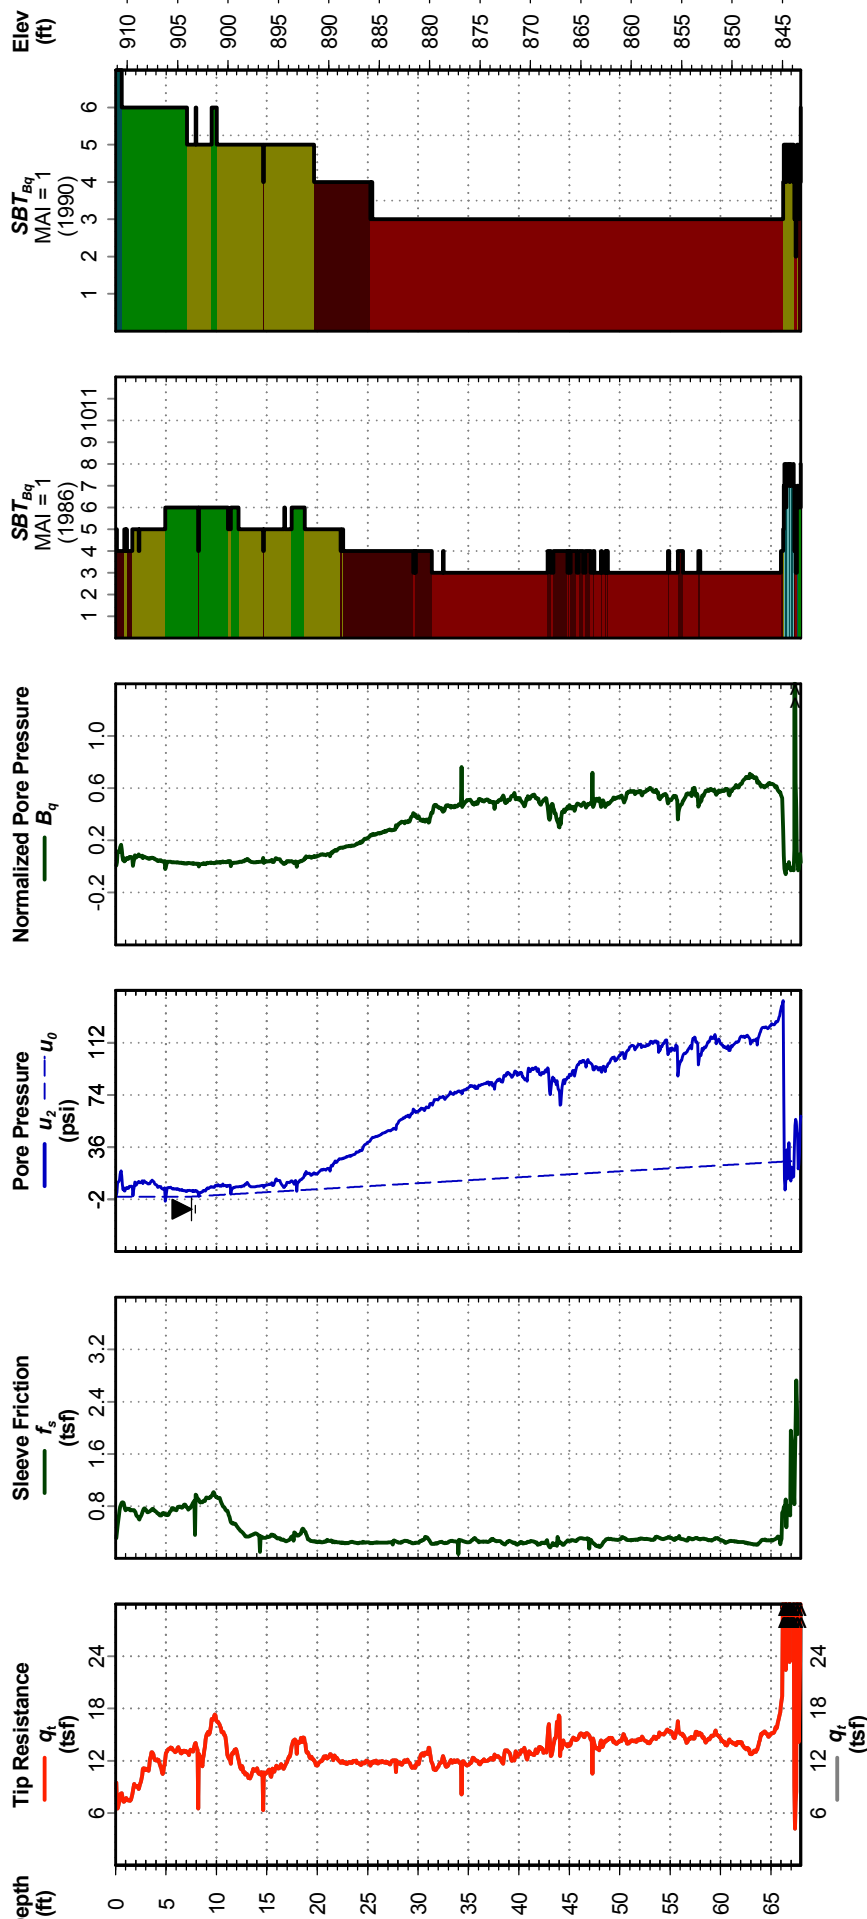 epth
(ft)
0
5
10
15
20
25
30
35
40
45
50
55
60
65
Tip Resistance
qt
(tsf)
6 12 18 24
6 12 18 24
qt
(tsf)
Sleeve Friction
fs
(tsf)
0.8 1.6 2.4 3.2
Pore Pressure
u2 u0
(psi)
-2 36 74 112
Normalized Pore Pressure
Bq
-0.2 0.2 0.6 1.0
SBTBq
MAI = 1
(1986)
1 2 3 4 5 6 7 8 9 10 11
SBTBq
MAI = 1
(1990)
1 2 3 4 5 6
Elev
(ft)
910
905
900
895
890
885
880
875
870
865
860
855
850
845